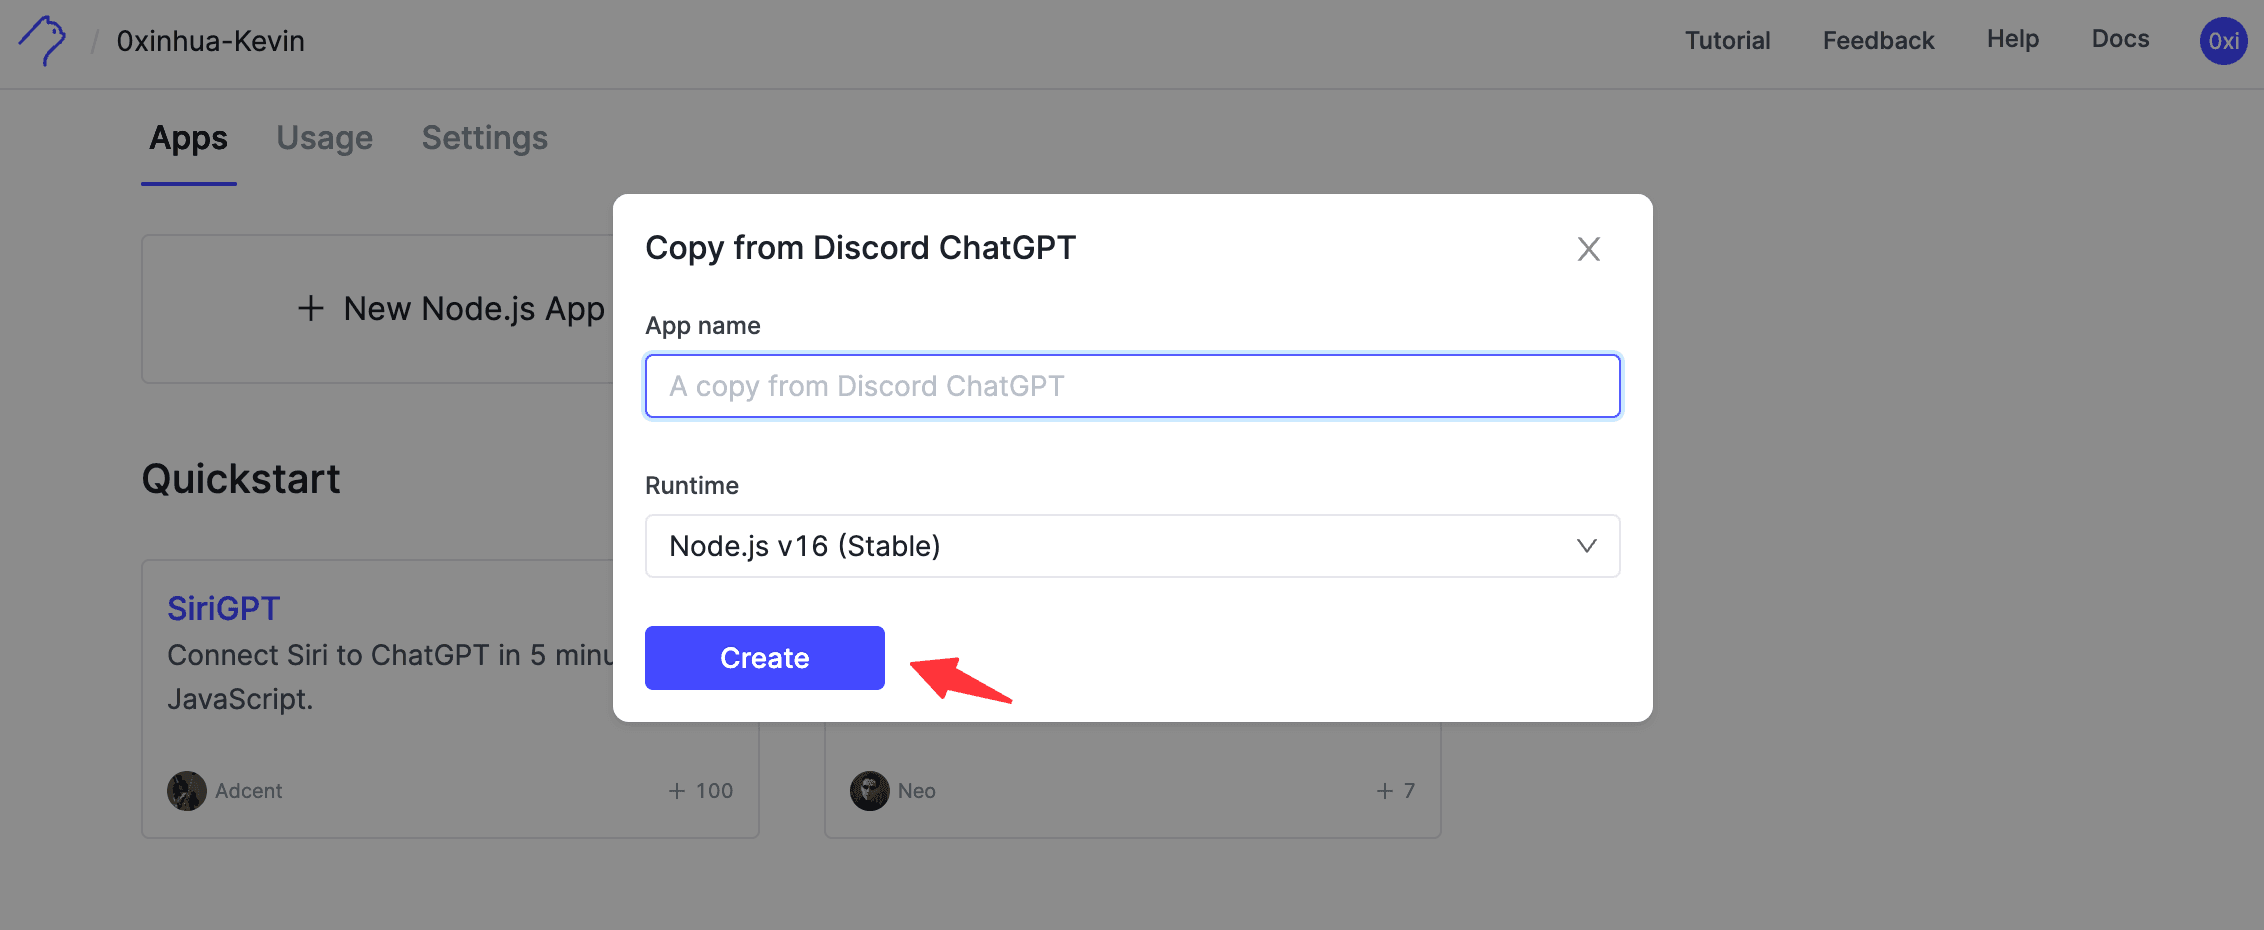 / 0xinhua-Kevin
Tutorial Feedback Help Docs 0xi
Apps Usage Settings
+ New Node.js App
Copy from Discord ChatGPT X
App name
A copy from Discord ChatGPT
Runtime
Node.js v16 (Stable)
Create
Quickstart
SiriGPT
Connect Siri to ChatGPT in 5 minu
JavaScript.
Adcent + 100
Neo + 7